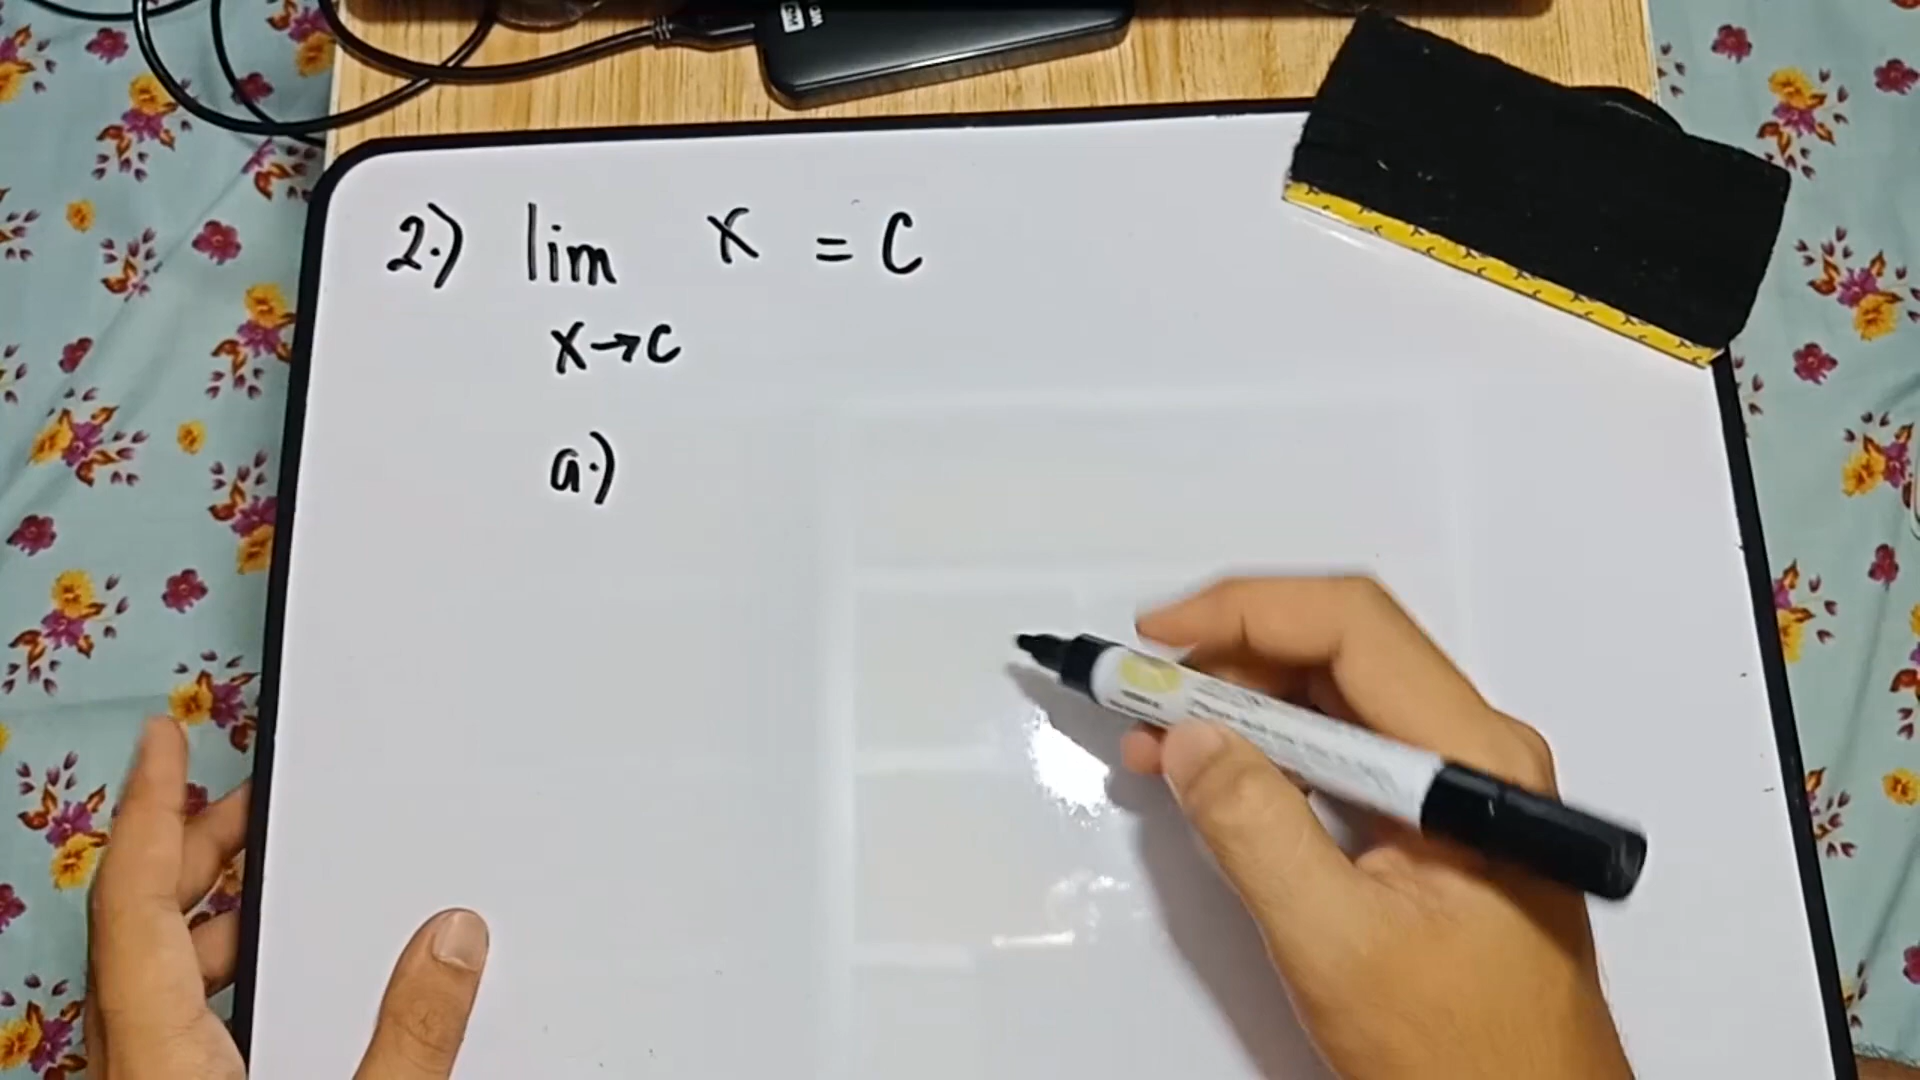 2.) lim x = c
x→c
a.)